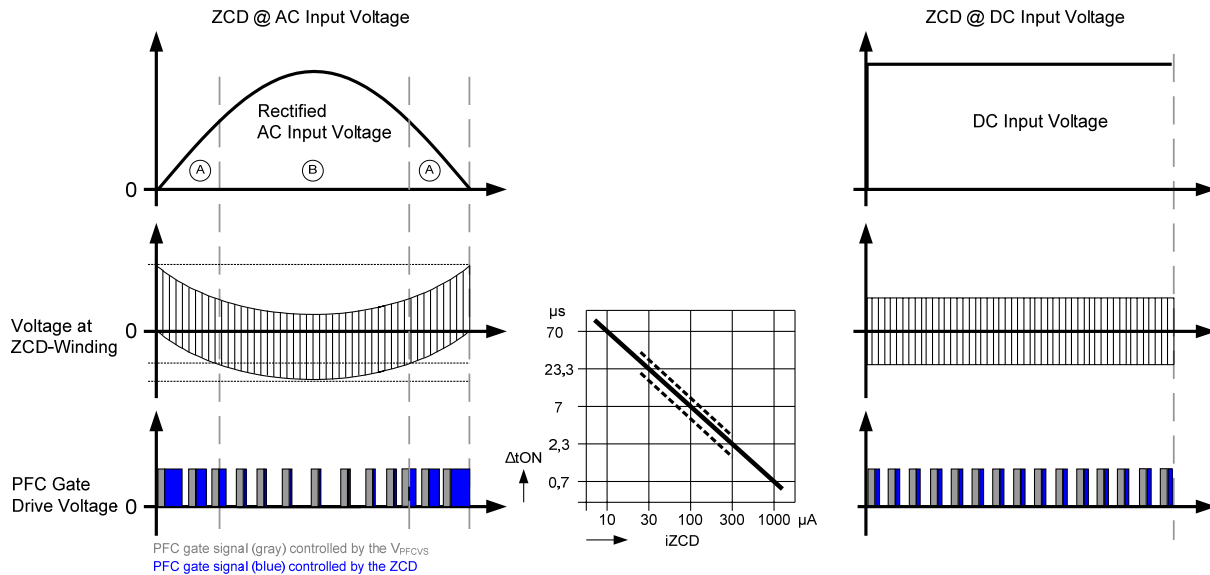 ZCD @ AC Input Voltage
ZCD @ DC Input Voltage
Rectified
AC Input Voltage
DC Input Voltage
A
B
A
0
Voltage at
ZCD-Winding
0
µs
70
23,3
7
2,3
0,7
ΔtON
10
30
100
300
1000
µA
iZCD
PFC Gate
Drive Voltage
0
PFC gate signal (gray) controlled by the VPFCVS
PFC gate signal (blue) controlled by the ZCD